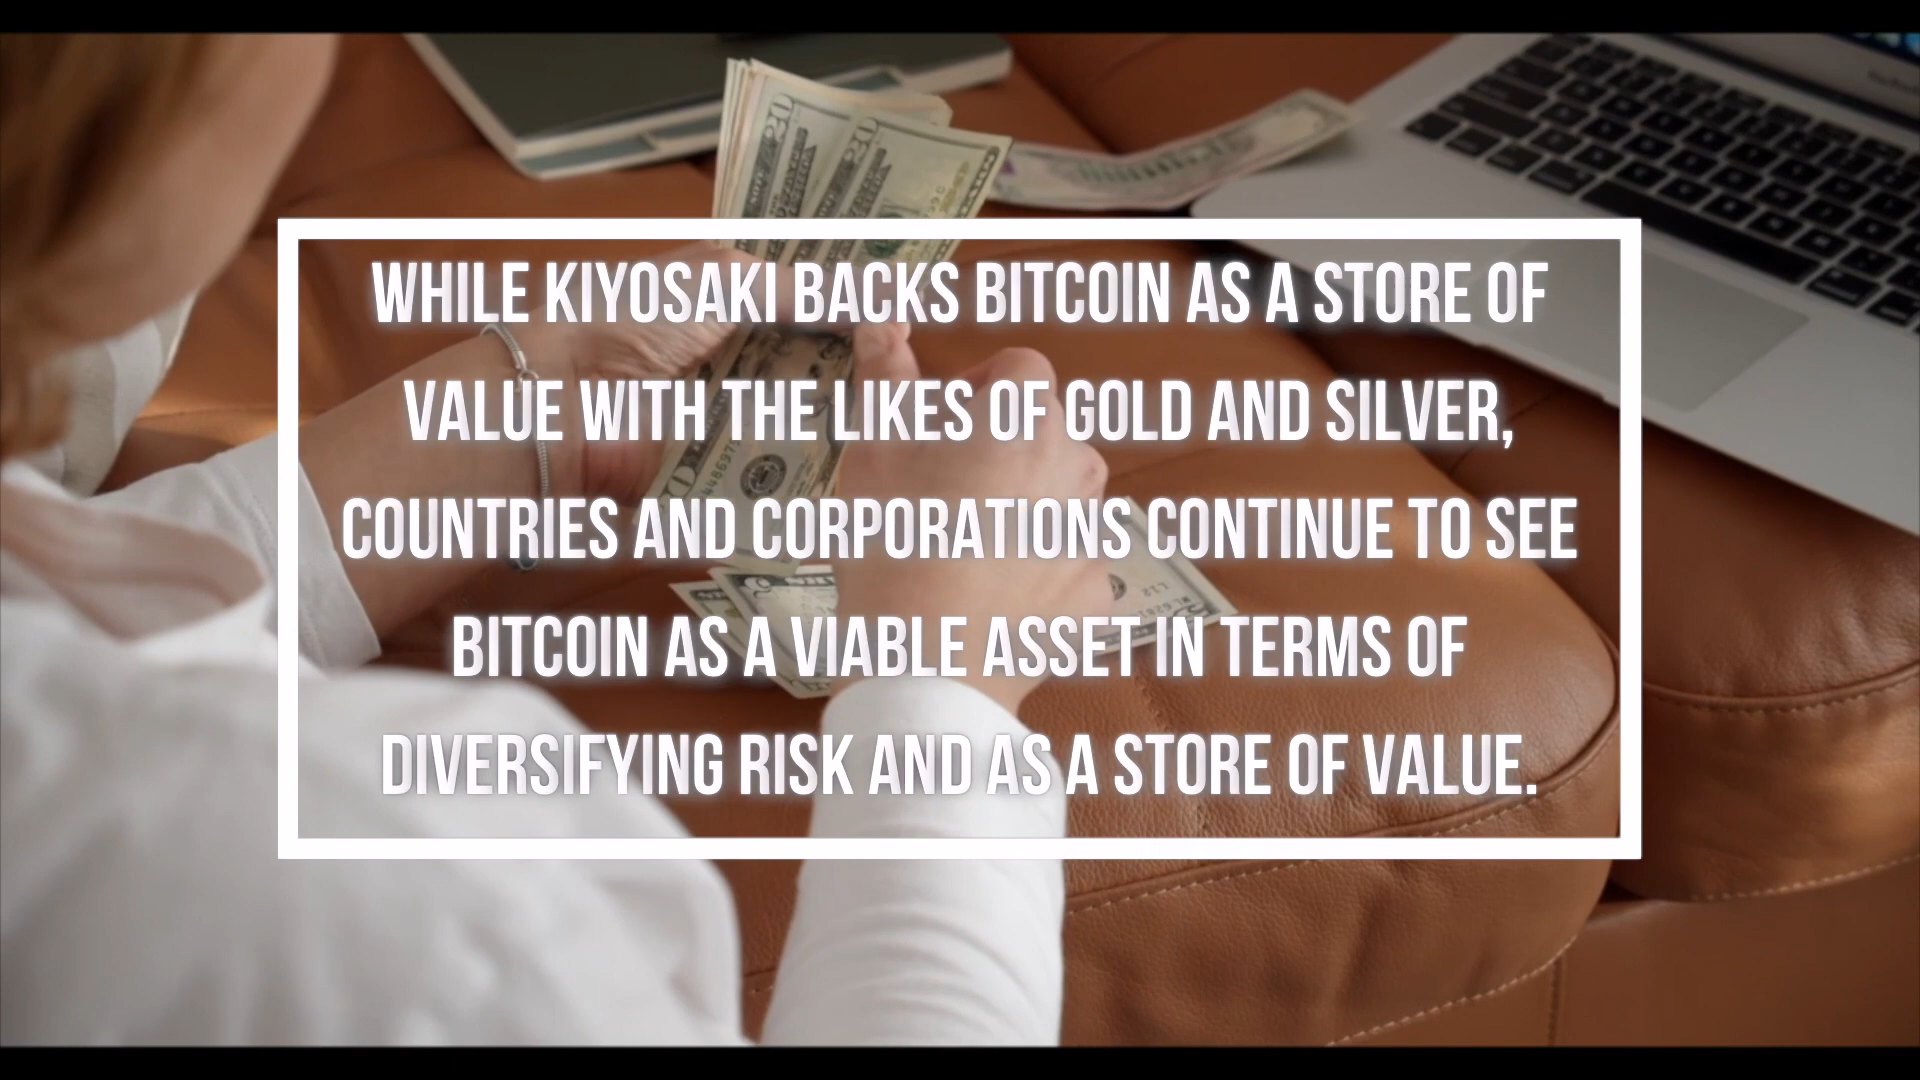 WHILE KIYOSAKI BACKS BITCOIN AS A STORE OF
VALUE WITH THE LIKES OF GOLD AND SILVER,
COUNTRIES AND CORPORATIONS CONTINUE TO SEE
BITCOIN AS A VIABLE ASSET IN TERMS OF
DIVERSIFYING RISK AND AS A STORE OF VALUE.